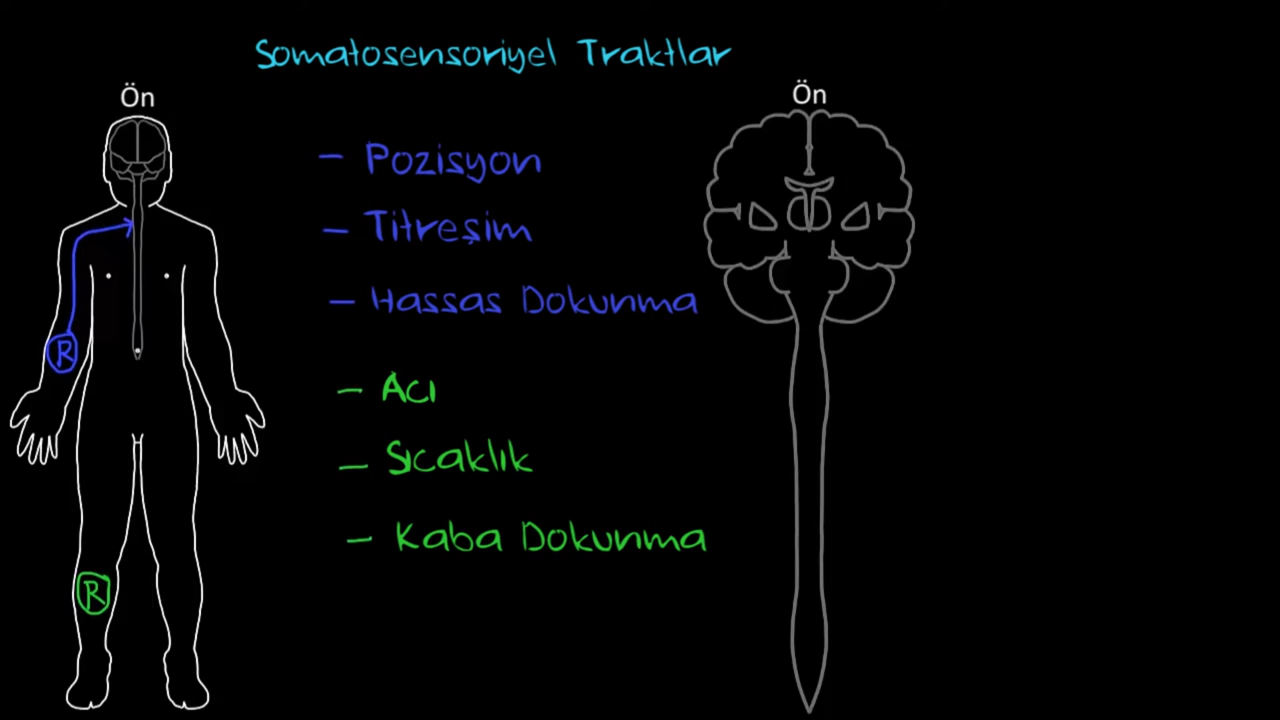 Somatosensoriyel Traktlar
Ön
Ön
- Pozisyon
- Titreşim
- Hassas Dokunma
R
- Acı
- Sıcaklık
- Kaba Dokunma
R